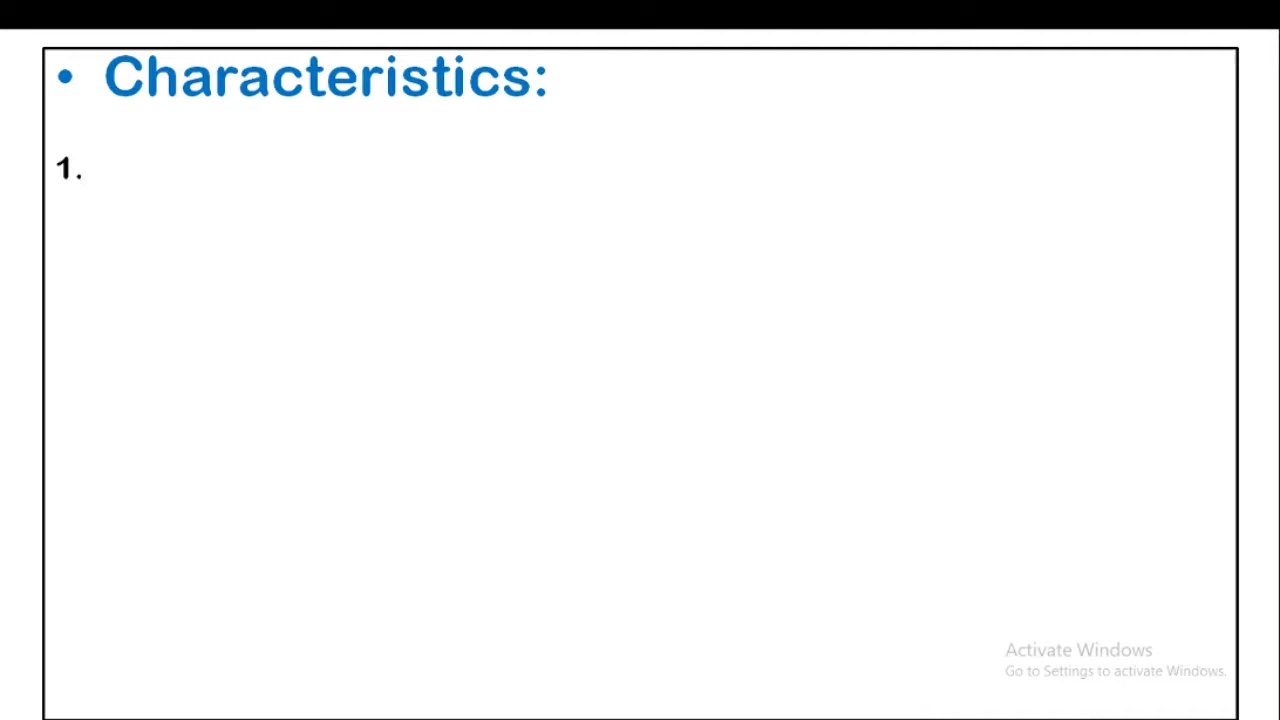 • Characteristics:
1.
Activate Windows
Go to Settings to activate Windows.